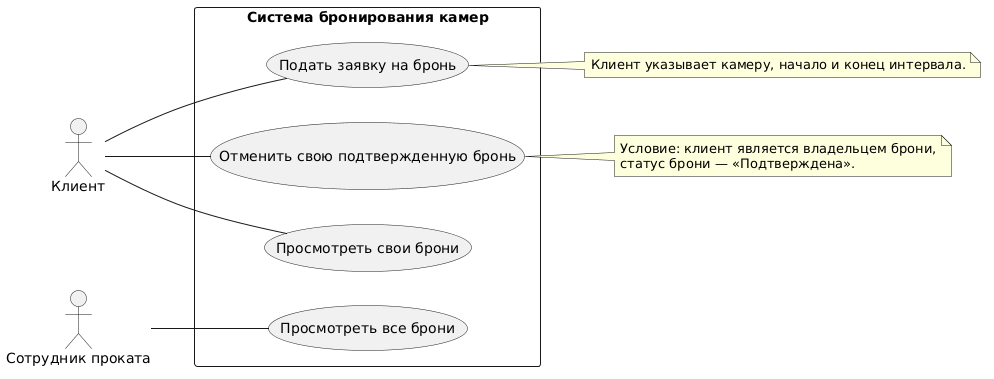 Система бронирования камер
Подать заявку на бронь
Клиент указывает камеру, начало и конец интервала.
Отменить свою подтвержденную бронь
Условие: клиент является владельцем брони,
статус брони — «Подтверждена».
Клиент
Просмотреть свои брони
Просмотреть все брони
Сотрудник проката